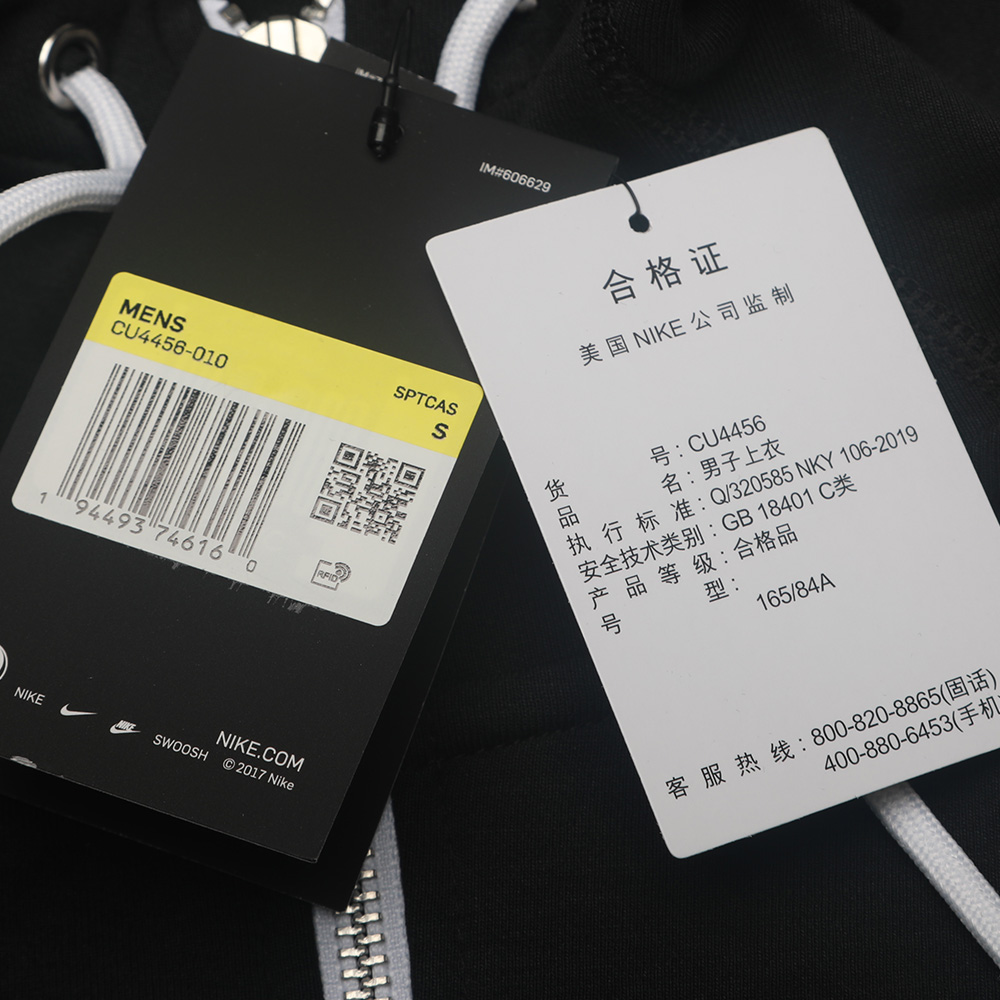 IM#606629
MENS
CU4456-010
SPTCAS
S
1 94493 74616 0
RFID
NIKE
NIKE
SWOOSH
NIKE.COM
© 2017 Nike
合格证
美国NIKE公司监制
货号:CU4456
品名:男子上衣
执行标准:Q/320585 NKY 106-2019
安全技术类别:GB 18401 C类
产品等级:合格品
号型:165/84A
客服热线:800-820-8865(固话)
400-880-6453(手机